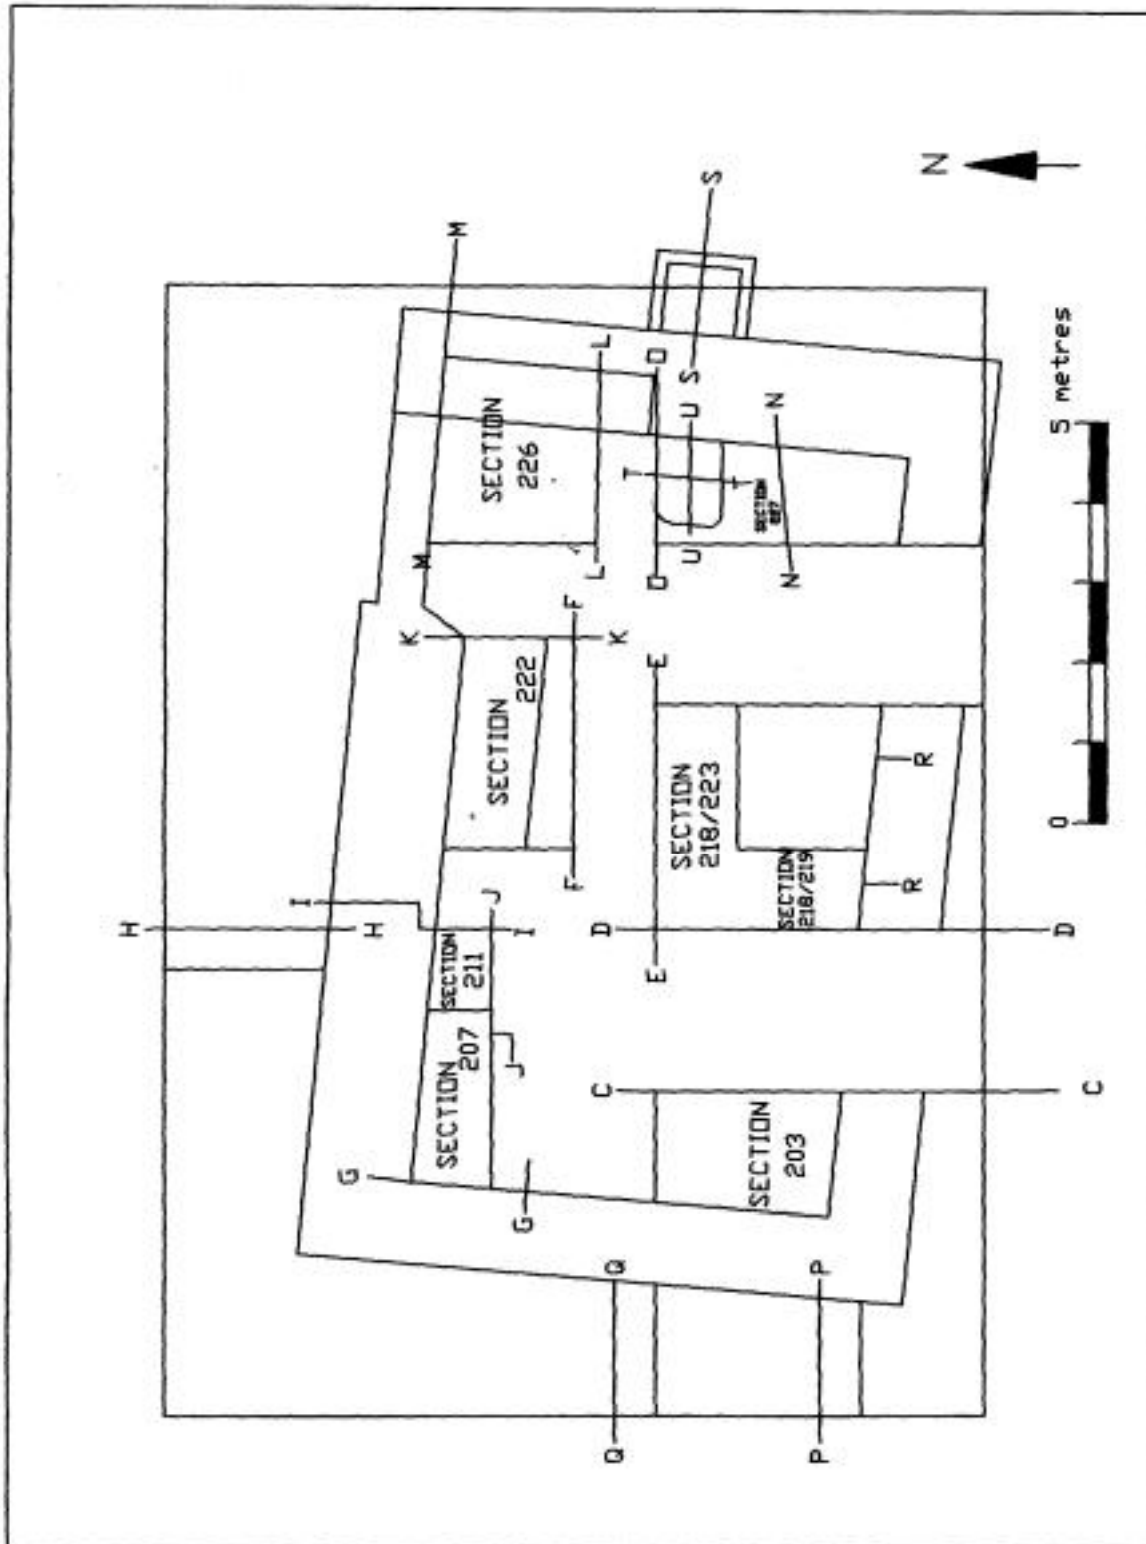 H
I
G
H
K
M
SECTION
207
SECTION
211
M
SECTION
222
SECTION
226
J
J
G
I
F
F
L
L
C
D
Q
Q
K
T
E
E
O
O
U
U
S
SECTION
218/223
S
T
SECTION
203
SECTION
218/219
SECTION
N
N
P
P
R
R
N
0
5 metres
D
C